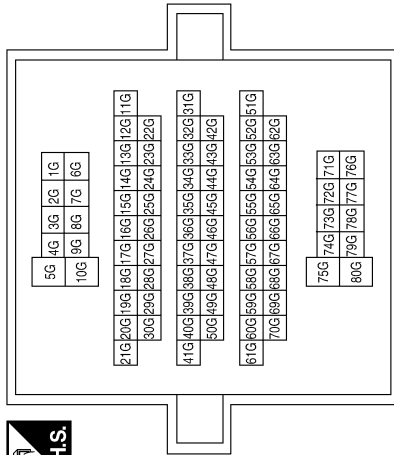 5G 4G 3G 2G 1G
10G 9G 8G 7G 6G
21G 20G 19G 18G 17G 16G 15G 14G 13G 12G 11G
30G 29G 28G 27G 26G 25G 24G 23G 22G
41G 40G 39G 38G 37G 36G 35G 34G 33G 32G 31G
50G 49G 48G 47G 46G 45G 44G 43G 42G
61G 60G 59G 58G 57G 56G 55G 54G 53G 52G 51G
70G 69G 68G 67G 66G 65G 64G 63G 62G
75G 74G 73G 72G 71G
80G 79G 78G 77G 76G
H.S.